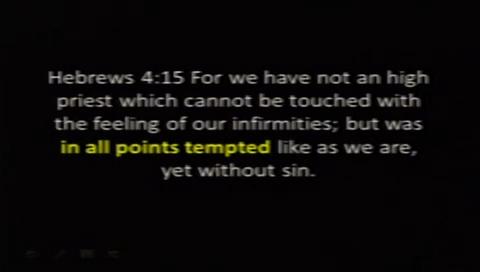 Hebrews 4:15 For we have not an high
priest which cannot be touched with
the feeling of our infirmities; but was
in all points tempted like as we are,
yet without sin.